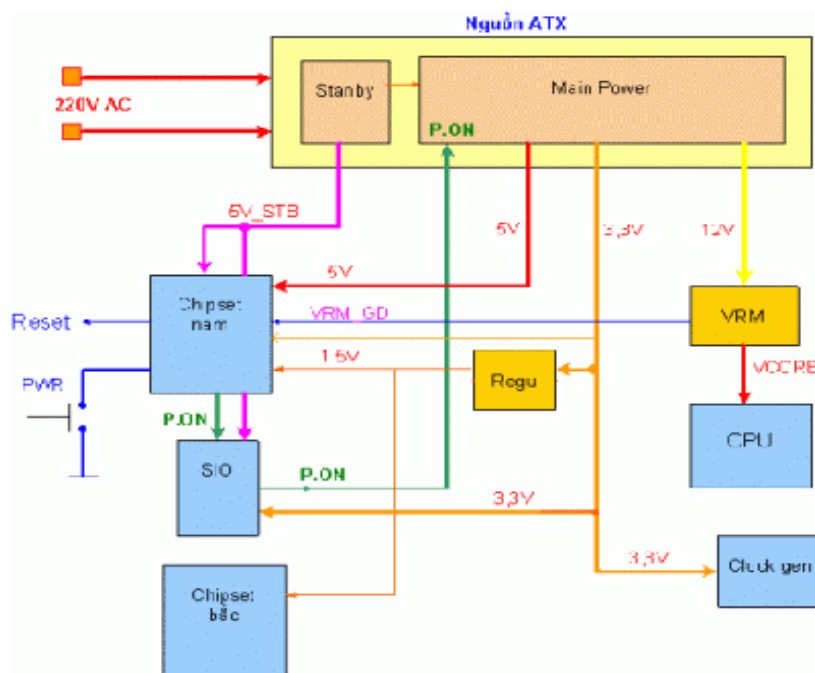 Nguồn ATX
Stanby
Main Power
220V AC
P.ON
5V_STB
5V
3,3V
12V
5V
Chipset
nam
Reset
VRM_GD
VRM
1.5V
Regu
PWR
VCORE
P.ON
CPU
SIO
P.ON
3,3V
3,3V
Clock gen
Chipset
bắc